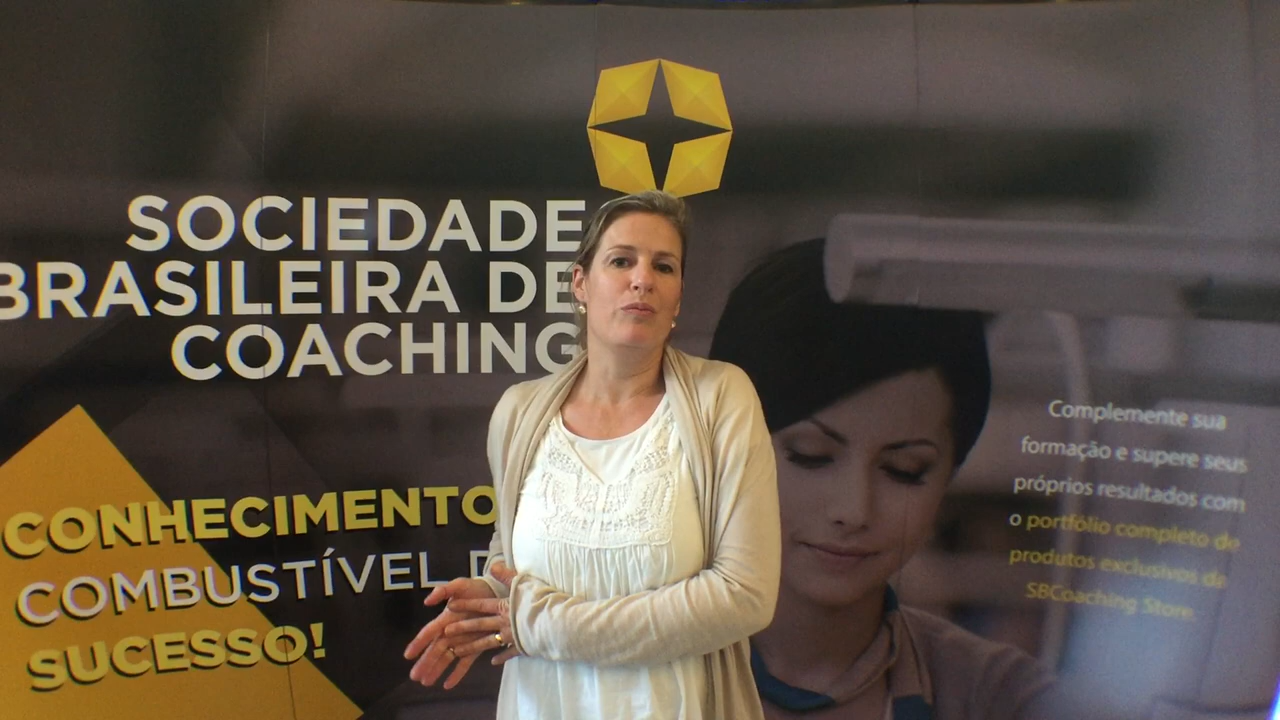 SOCIEDADE
BRASILEIRA DE
COACHING
CONHECIMENTO
COMBUSTÍVEL D
SUCESSO!
Complemente sua
formação e supere seus
próprios resultados com
o portfólio completo de
produtos exclusivos da
SBCoaching Store.